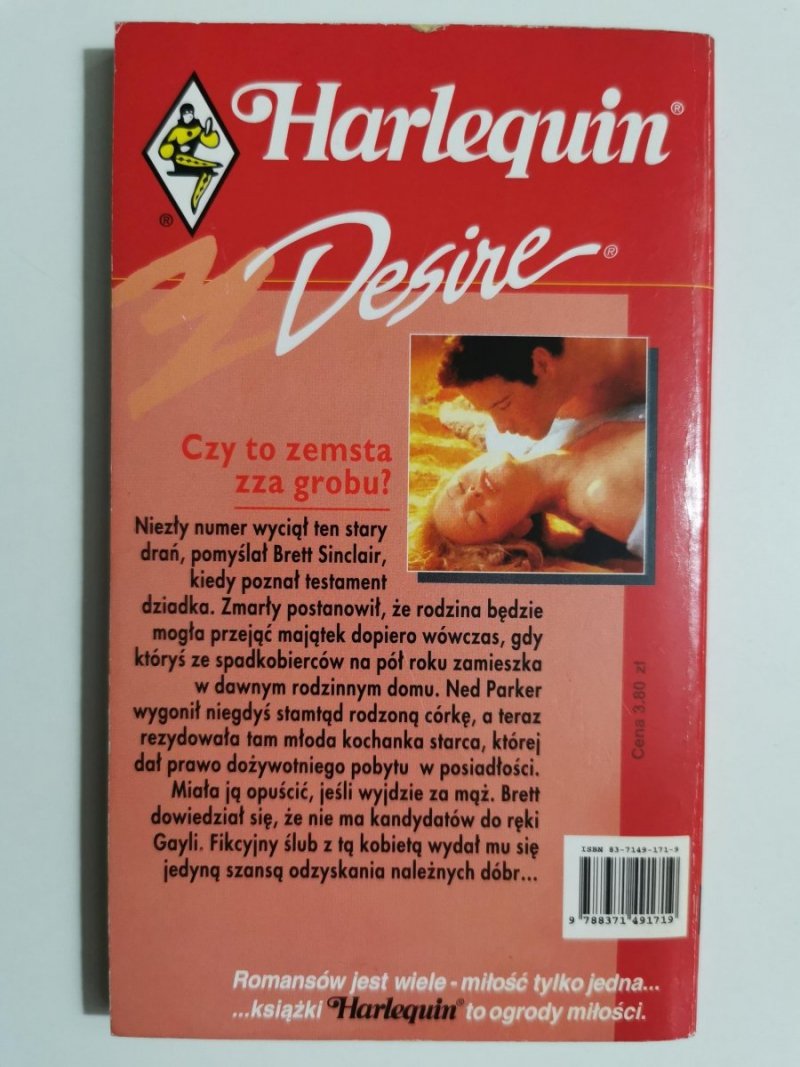 Harlequin®
®
Desire®
Czy to zemsta
zza grobu?
Niezły numer wyciął ten stary
drań, pomyślał Brett Sinclair,
kiedy poznał testament
dziadka. Zmarły postanowił, że rodzina będzie
mogła przejąć majątek dopiero wówczas, gdy
któryś ze spadkobierców na pół roku zamieszka
w dawnym rodzinnym domu. Ned Parker
wygonił niegdyś stamtąd rodzoną córkę, a teraz
rezydowała tam młoda kochanka starca, której
dał prawo dożywotniego pobytu w posiadłości.
Miała ją opuścić, jeśli wyjdzie za mąż. Brett
dowiedział się, że nie ma kandydatów do ręki
Gayli. Fikcyjny ślub z tą kobietą wydał mu się
jedyną szansą odzyskania należnych dóbr...
Cena 3.80 zł
ISBN 83-7149-171-9
9 788371 491719
Romansów jest wiele - miłość tylko jedna...
...książki Harlequin® to ogrody miłości.